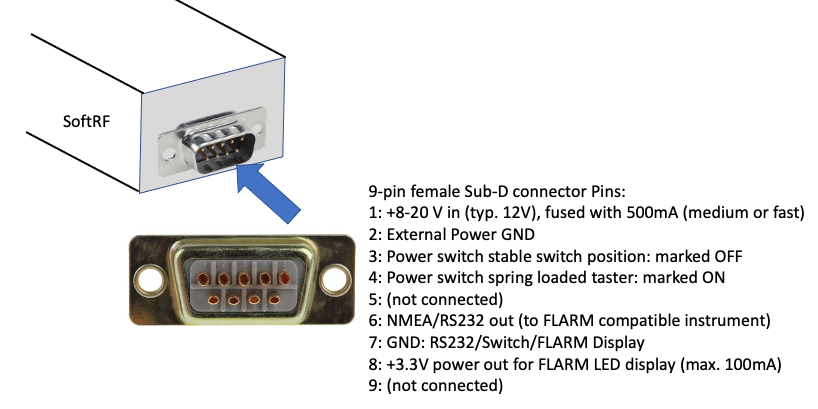 SoftRF
9-pin female Sub-D connector Pins:
1: +8-20 V in (typ. 12V), fused with 500mA (medium or fast)
2: External Power GND
3: Power switch stable switch position: marked OFF
4: Power switch spring loaded taster: marked ON
5: (not connected)
6: NMEA/RS232 out (to FLARM compatible instrument)
7: GND: RS232/Switch/FLARM Display
8: +3.3V power out for FLARM LED display (max. 100mA)
9: (not connected)